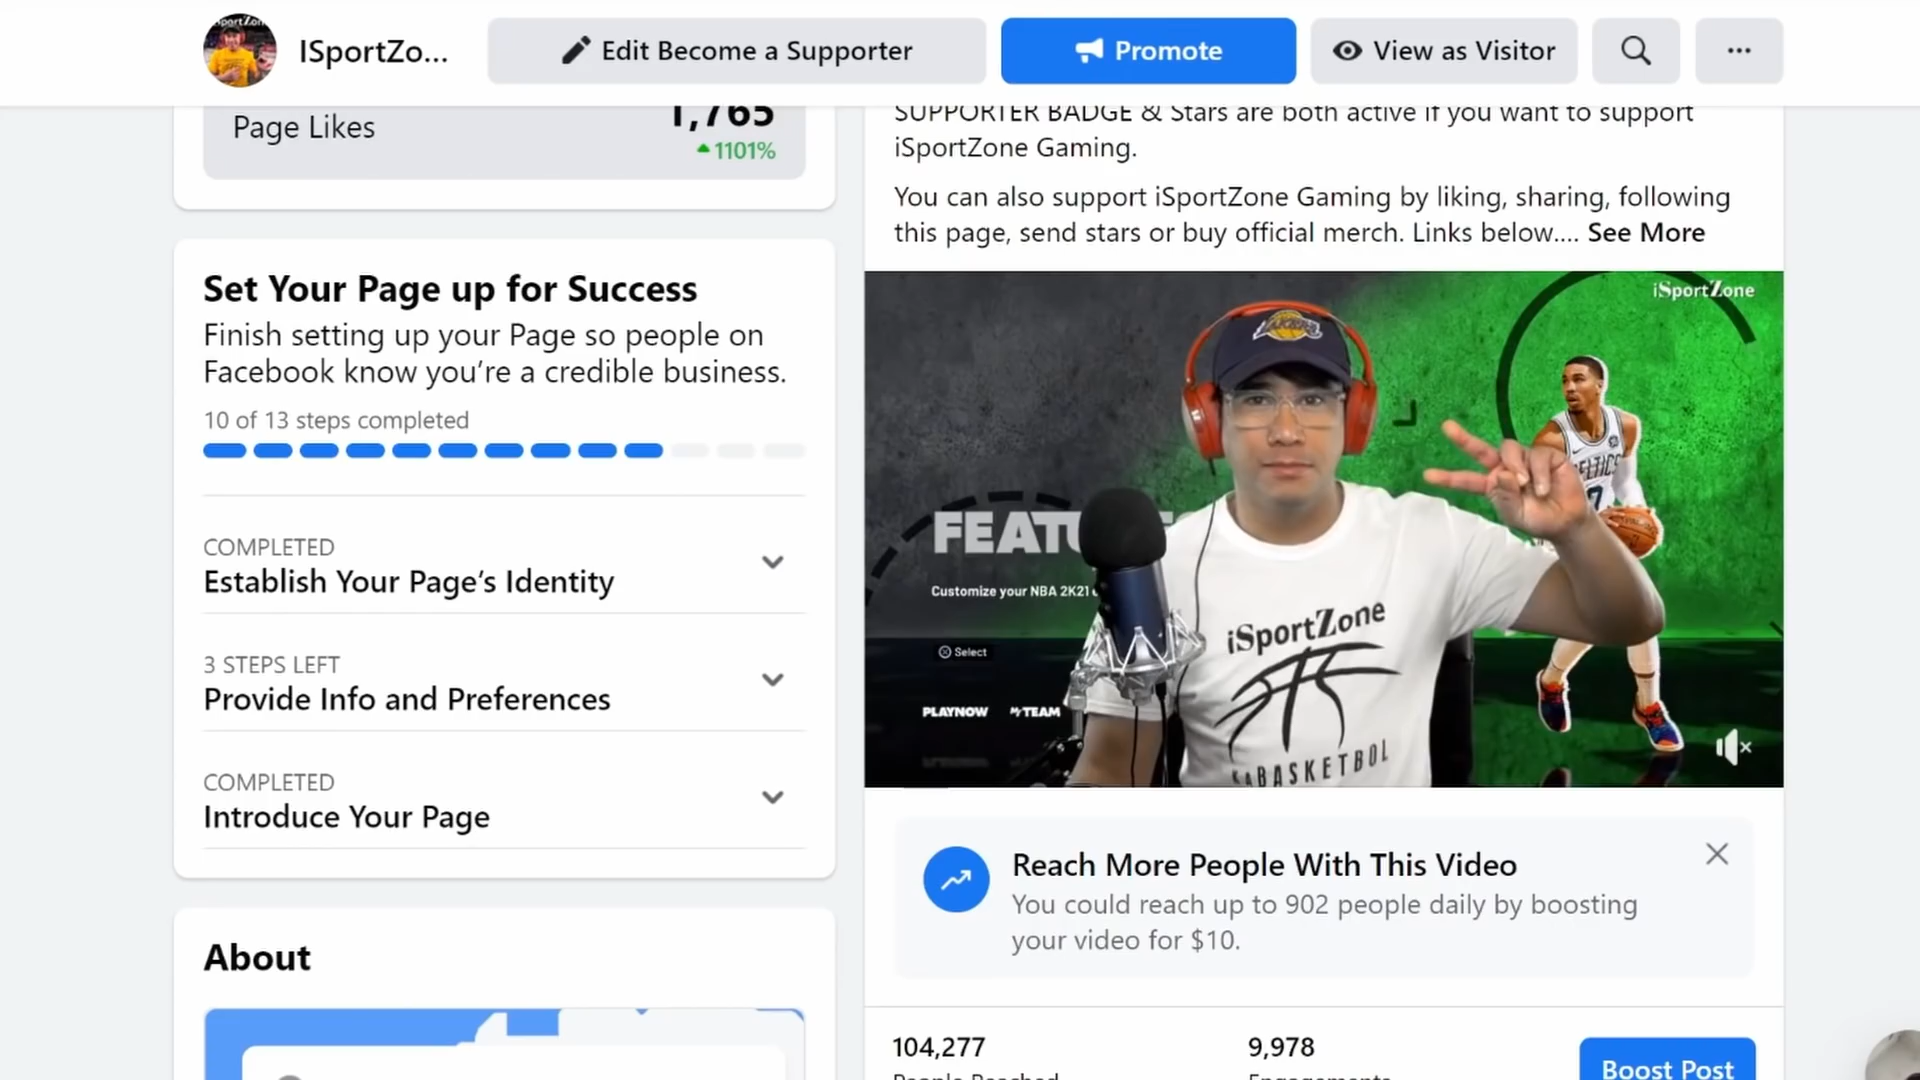 iSportZon
ISportZo...
Edit Become a Supporter
Promote
View as Visitor
Page Likes
1,765
1101%
SUPPORTER BADGE & Stars are both active if you want to support
iSportZone Gaming.
You can also support iSportZone Gaming by liking, sharing, following
this page, send stars or buy official merch. Links below.... See More
Set Your Page up for Success
Finish setting up your Page so people on
Facebook know you’re a credible business.
10 of 13 steps completed
COMPLETED
Establish Your Page’s Identity
3 STEPS LEFT
Provide Info and Preferences
COMPLETED
Introduce Your Page
About
iSportZone
LAKERS
FEATU
Customize your NBA 2K21
Select
PLAYNOW
MyTEAM
iSportZone
BASKETBOL
Reach More People With This Video
You could reach up to 902 people daily by boosting
your video for $10.
104,277
People Reached
9,978
Engagements
Boost Post